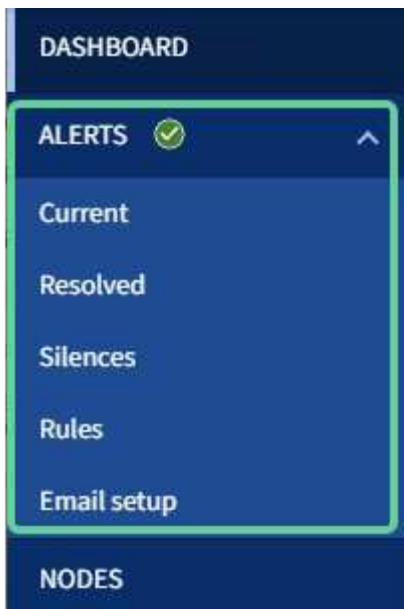 DASHBOARD
ALERTS
Current
Resolved
Silences
Rules
Email setup
NODES